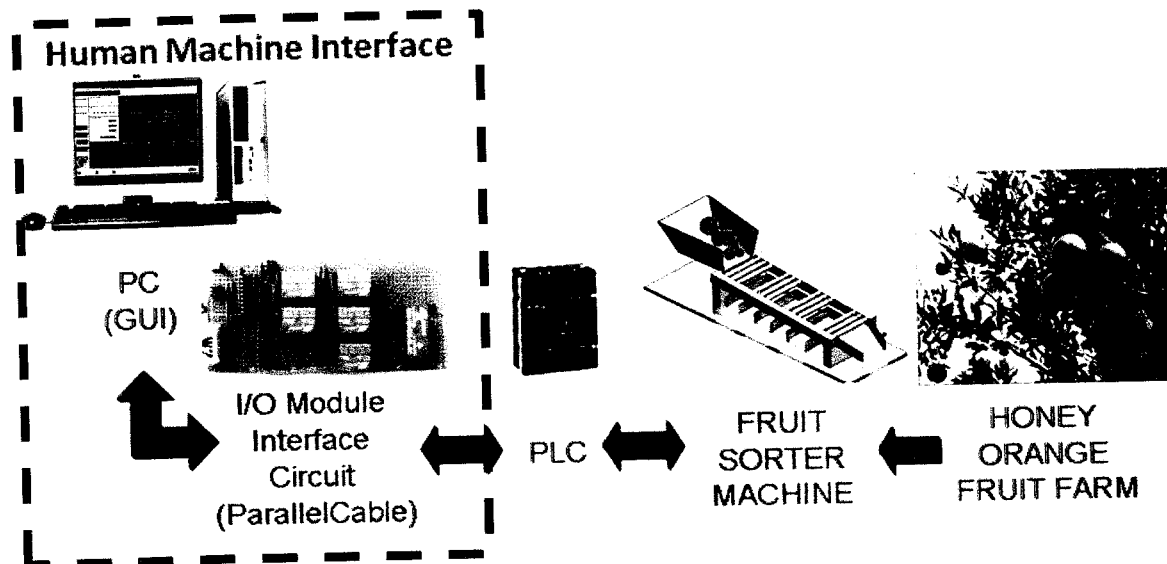 Human Machine Interface
PC
(GUI)
I/O Module
Interface
Circuit
(ParallelCable)
PLC
FRUIT
SORTER
MACHINE
HONEY
ORANGE
FRUIT FARM